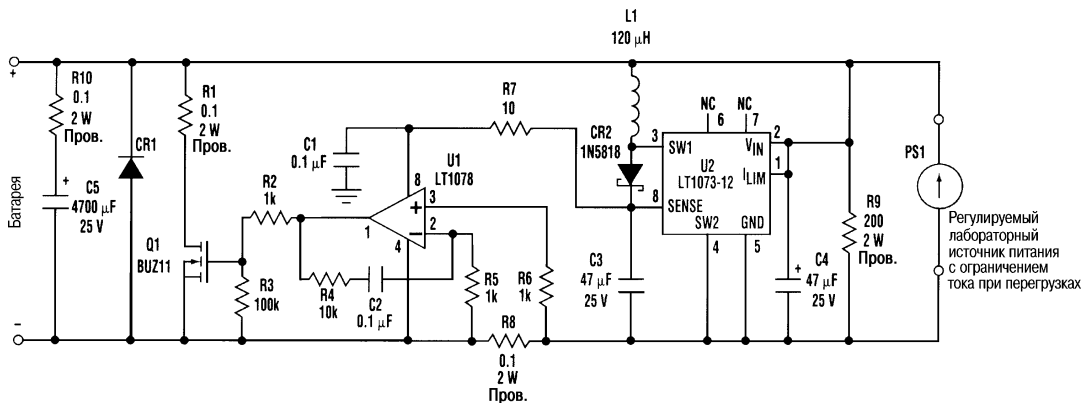 L1
120 μH
+
R10
0.1
2 W
Пров.
R1
0.1
2 W
Пров.
CR1
+
C5
4700 μF
25 V
Батарея
Q1
BUZ11
R2
1k
R3
100k
C1
0.1 μF
8
U1
LT1078
+
3
−
2
1
4
R4
10k
C2
0.1 μF
R5
1k
R6
1k
R7
10
R8
0.1
2 W
Пров.
CR2
1N5818
NC
6
NC
7
3
SW1
VIN
2
U2
LT1073-12
ILIM
1
8
SENSE
SW2
GND
4
5
C3
47 μF
25 V
C4
+
47 μF
25 V
R9
200
2 W
Пров.
PS1
Регулируемый
лабораторный
источник питания
с ограничением
тока при перегрузках
−